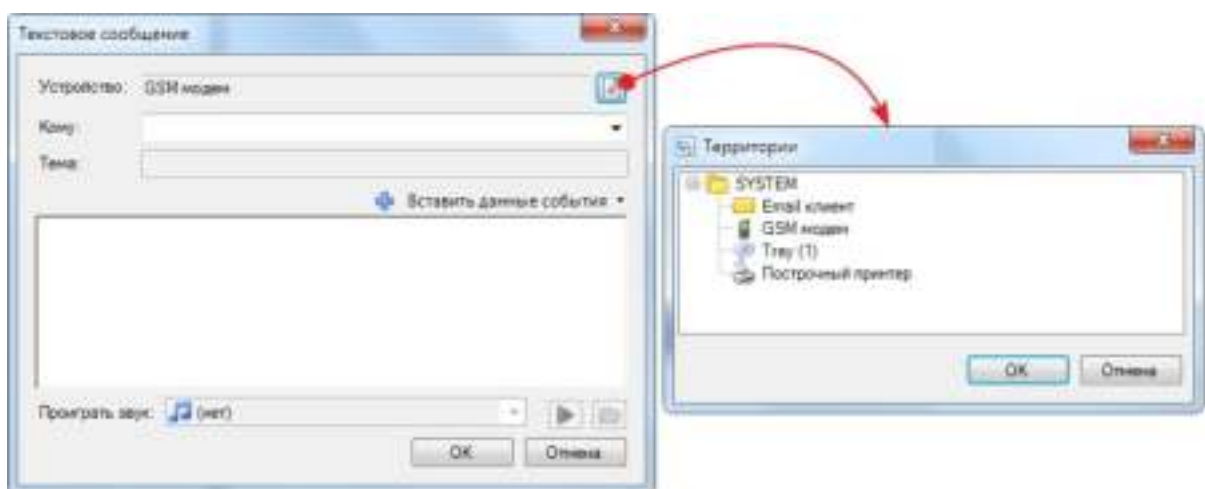 Текстовое сообщение
Устройство: GSM модем
Кому:
Тема:
Вставить данные события
Проиграть звук: (нет)
OK Отмена
Территории
SYSTEM
Email клиент
GSM модем
Tray (1)
Построчный принтер
OK Отмена